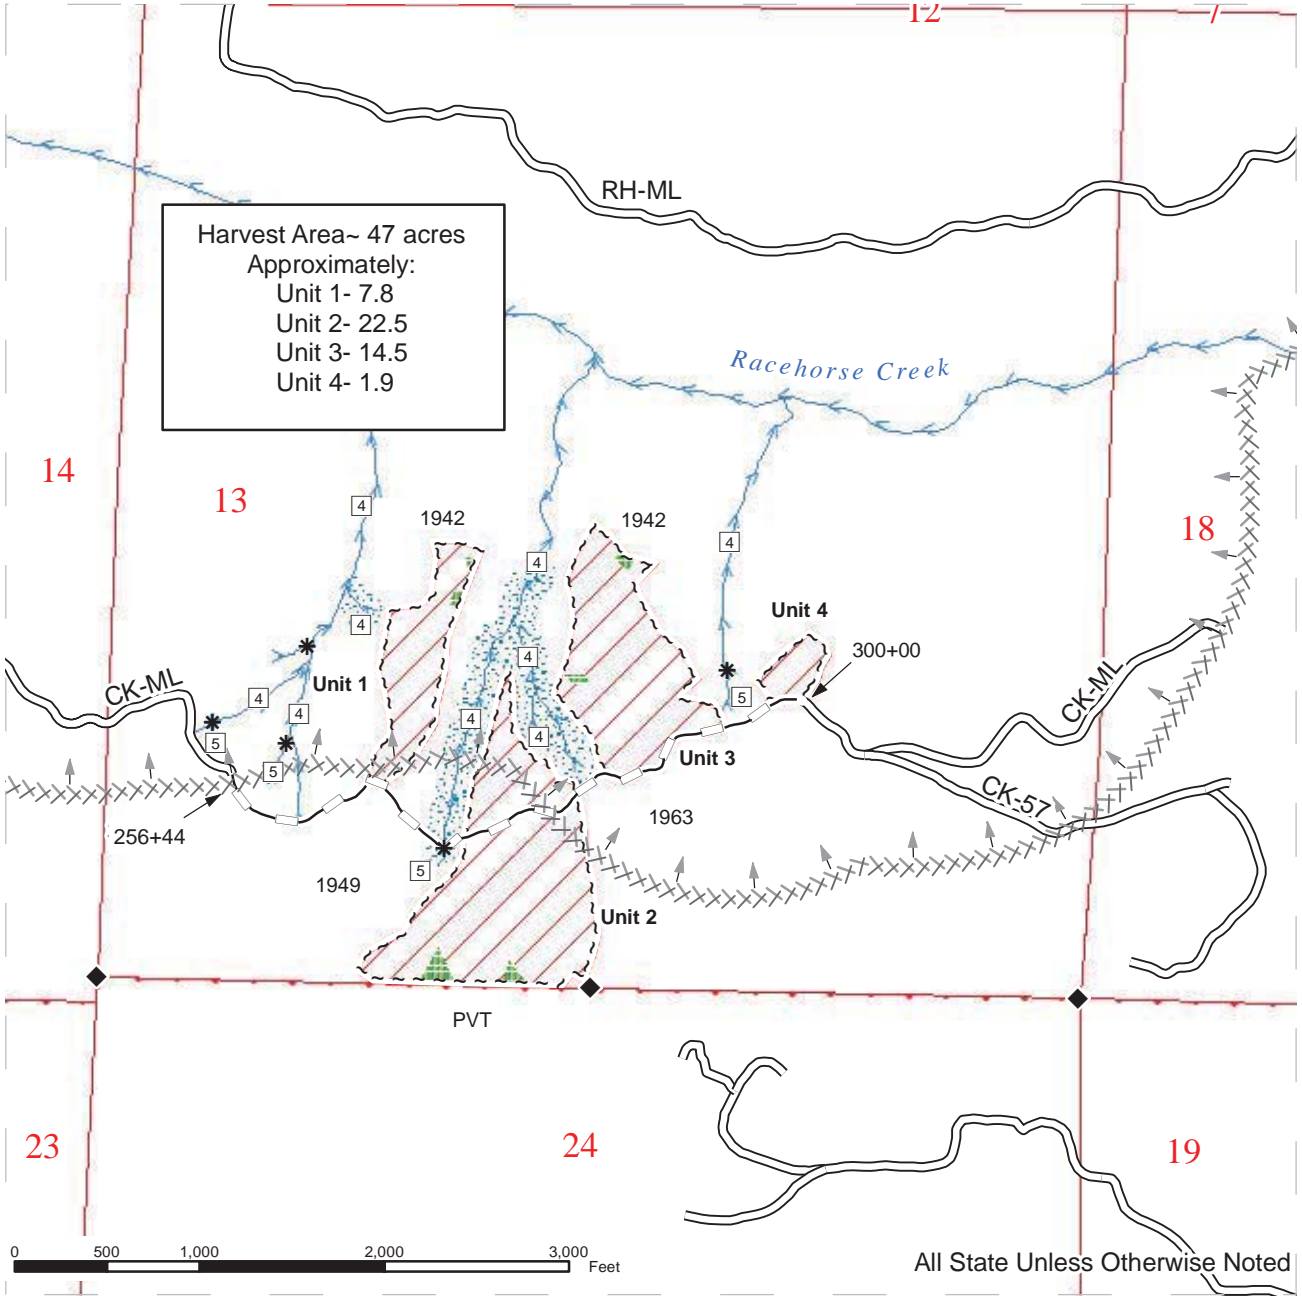 12
7
RH-ML
Harvest Area~ 47 acres
Approximately:
Unit 1- 7.8
Unit 2- 22.5
Unit 3- 14.5
Unit 4- 1.9
Racehorse Creek
14
13
18
4
1942
1942
4
4
4
Unit 4
300+00
4
Unit 1
CK-ML
4
5
CK-ML
4
4
4
5
5
Unit 3
CK-57
256+44
1963
5
1949
Unit 2
PVT
23
24
19
0 500 1,000 2,000 3,000
Feet
All State Unless Otherwise Noted